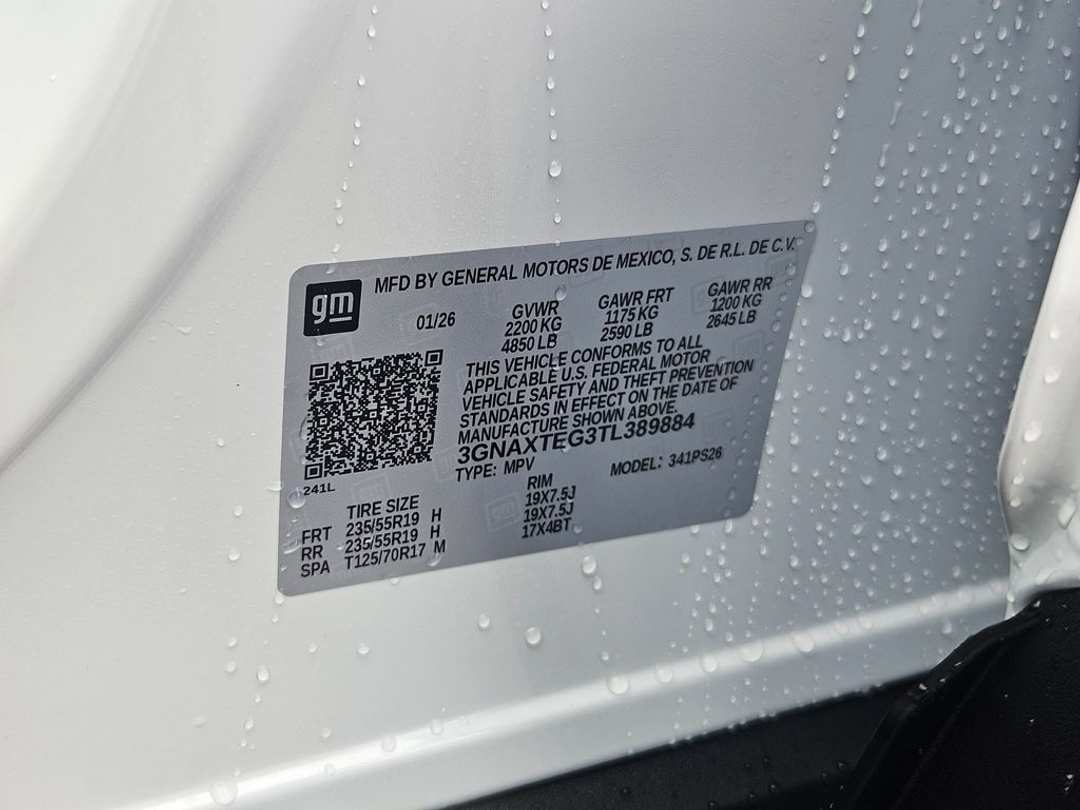 MFD BY GENERAL MOTORS DE MEXICO, S. DE R.L. DE C.V.
gm
01/26
GVWR
2200 KG
4850 LB
GAWR FRT
1175 KG
2590 LB
GAWR RR
1200 KG
2645 LB
THIS VEHICLE CONFORMS TO ALL
APPLICABLE U.S. FEDERAL MOTOR
VEHICLE SAFETY AND THEFT PREVENTION
STANDARDS IN EFFECT ON THE DATE OF
MANUFACTURE SHOWN ABOVE.
3GNAXTEG3TL389884
TYPE: MPV MODEL: 341PS26
241L
TIRE SIZE RIM
FRT 235/55R19 H 19X7.5J
RR 235/55R19 H 19X7.5J
SPA T125/70R17 M 17X4BT